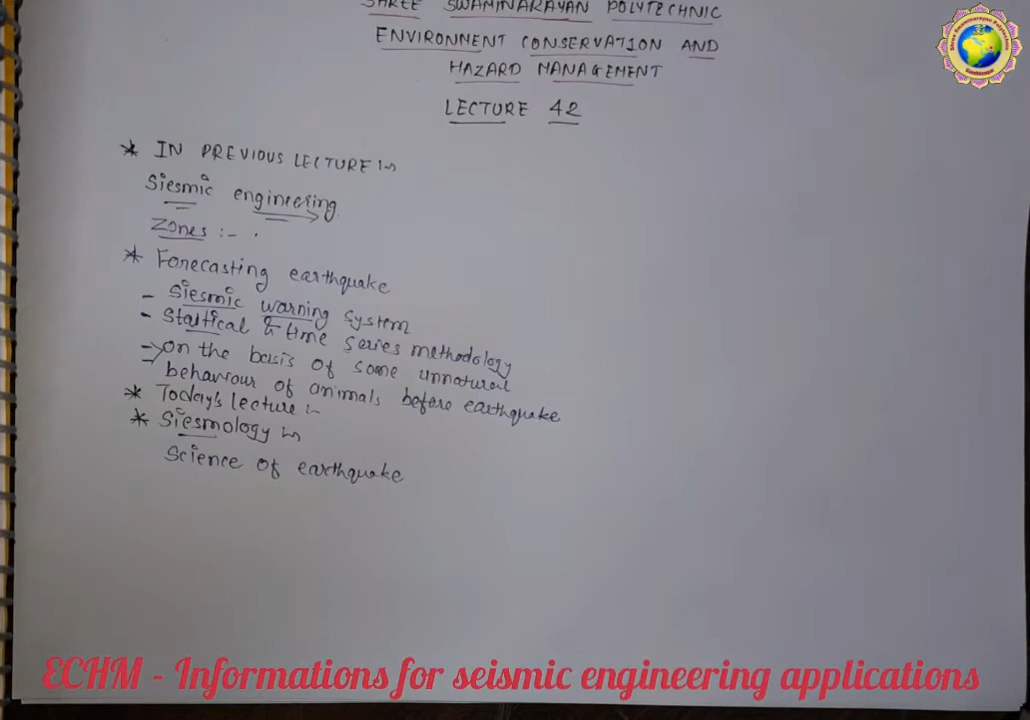 SHREE SWAMINARAYAN POLYTECHNIC
ENVIRONMENT CONSERVATION AND
HAZARD MANAGEMENT
LECTURE 42
* IN PREVIOUS LECTURE :-
Siesmic engineering
Zones :-
* Forecasting earthquake
- Siesmic warning system
- Stastical & time series methodology
=> on the basis of some unnatural
behaviour of animals before earthquake
* Today's lecture :-
* Siesmology :-
Science of earthquake
ECHM - Informations for seismic engineering applications